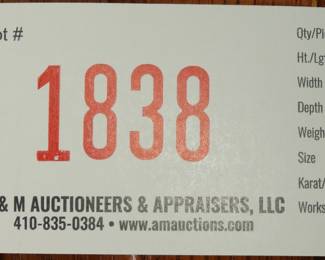 ot #
1838
& M AUCTIONEERS & APPRAISERS, LLC
410-835-0384 • www.amauctions.com
Qty/Pi
Ht./Lgt
Width
Depth
Weigh
Size
Karat/
Works